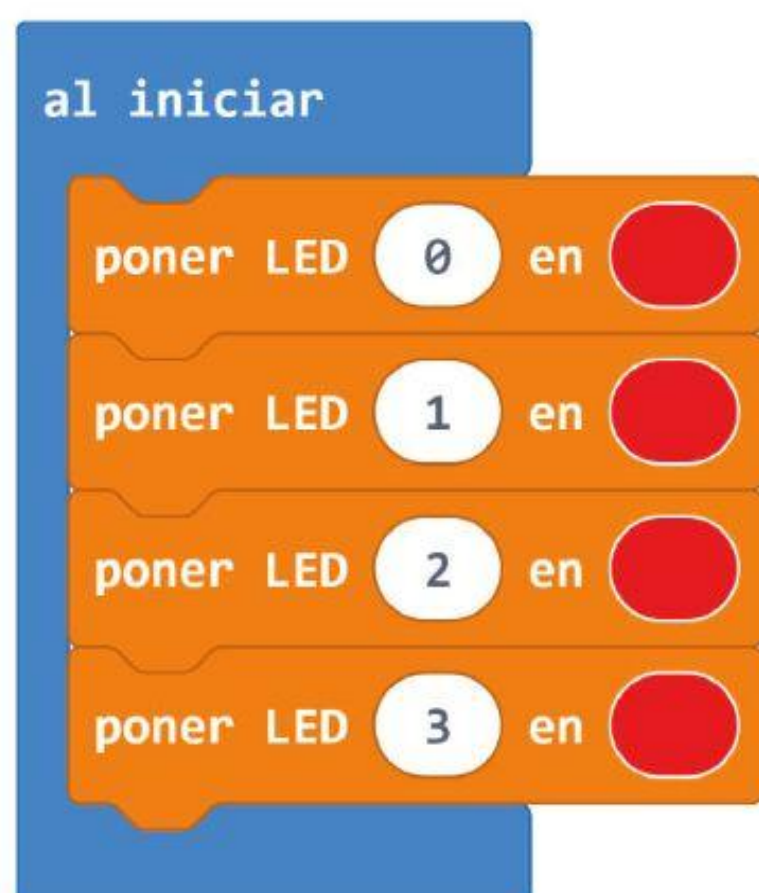 al iniciar
poner LED 0 en
poner LED 1 en
poner LED 2 en
poner LED 3 en